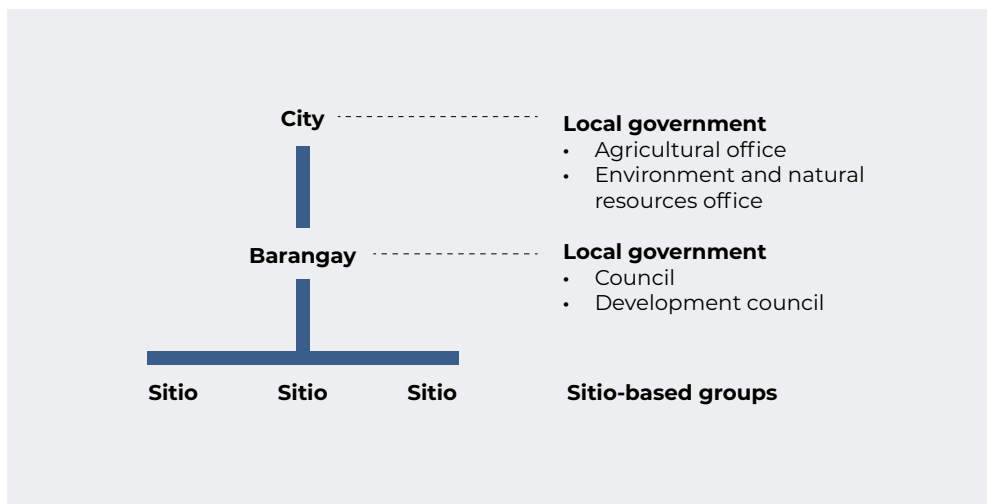 City
Local government
• Agricultural office
• Environment and natural
resources office
Barangay
Local government
• Council
• Development council
Sitio Sitio Sitio
Sitio-based groups